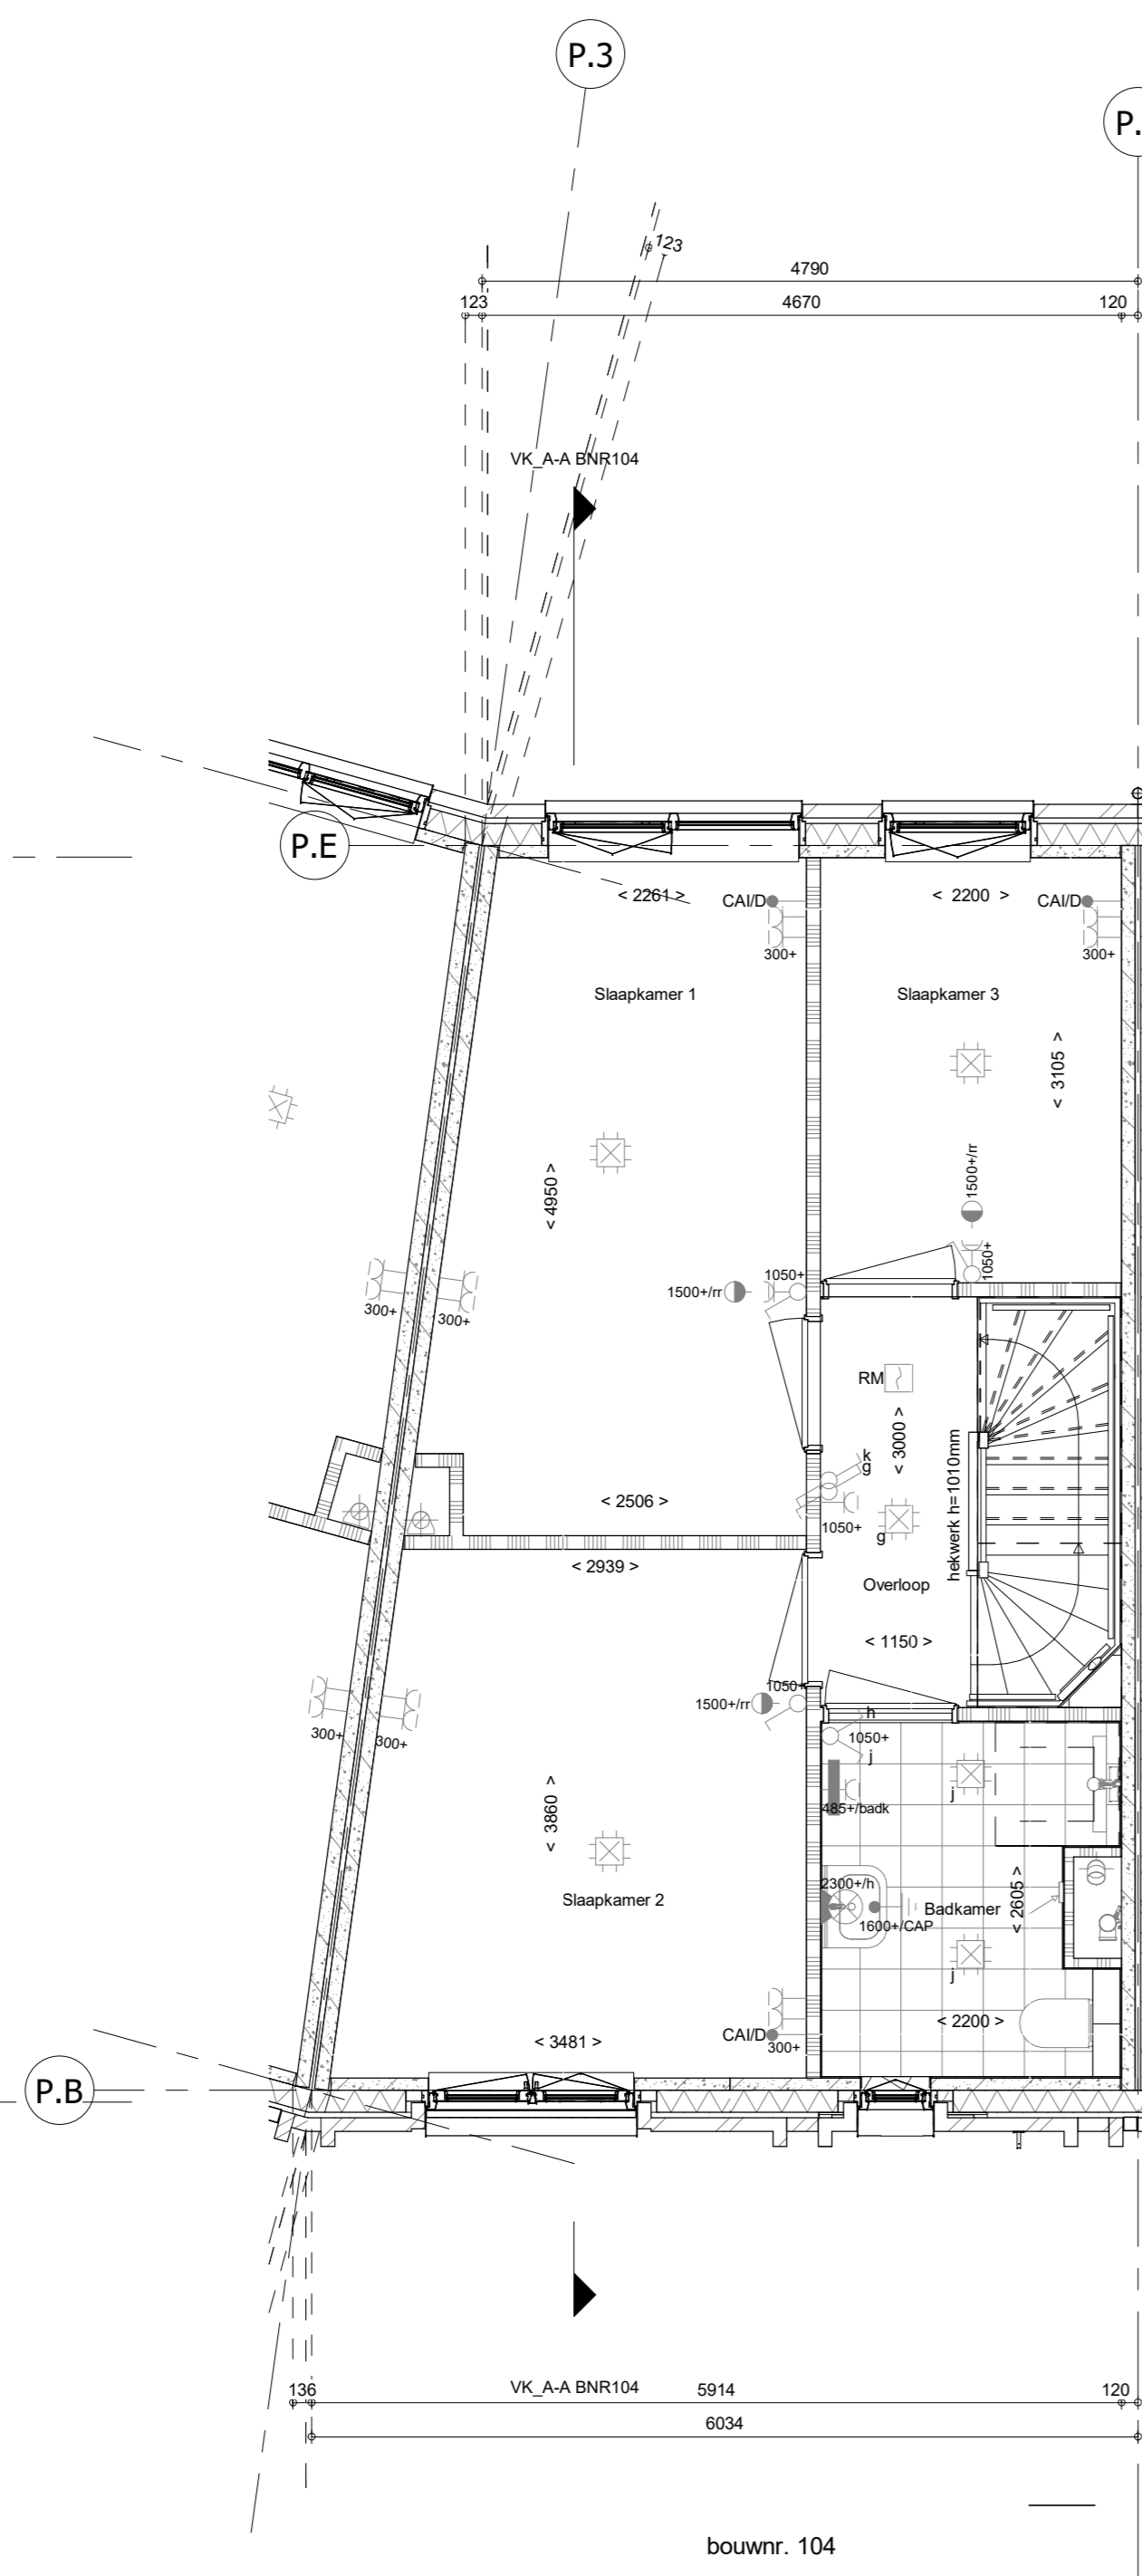 P.3
P.
123
4790
123
4670
120
VK_A-A BNR104
P.E
< 2261 >
CAI/D
300+
< 2200 >
CAI/D
300+
Slaapkamer 1
Slaapkamer 3
< 3105 >
< 4950 >
1500+/rr
1050+
1500+/rr
1050+
300+
300+
RM
< 3000 >
hekwerk h=1010mm
k
g
< 2506 >
1050+
g
< 2939 >
Overloop
< 1150 >
1500+/rr
1050+
h
1050+
j
300+
300+
j
485+/badk
< 3860 >
2300+/h
Slaapkamer 2
Badkamer
< 2605 >
1600+/CAP
j
CAI/D
300+
< 3481 >
< 2200 >
P.B
136
VK_A-A BNR104
5914
120
6034
bouwnr. 104